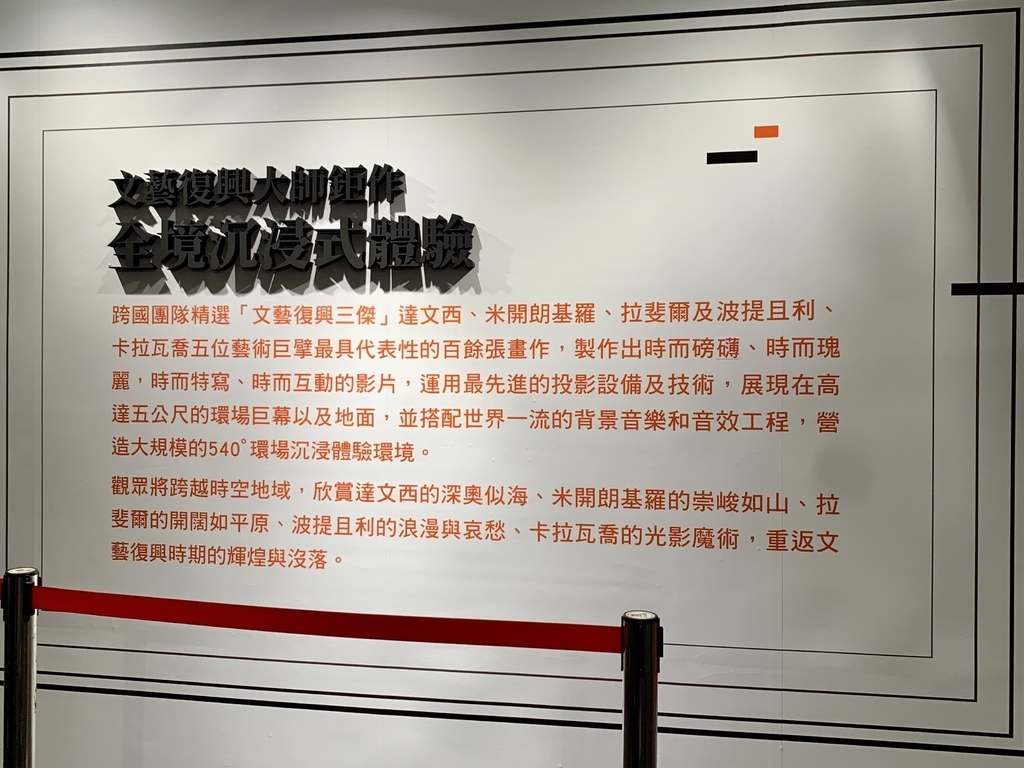 文藝復興大師鉅作
全境沉浸式體驗
跨國團隊精選「文藝復興三傑」達文西、米開朗基羅、拉斐爾及波提且利、
卡拉瓦喬五位藝術巨擘最具代表性的百餘張畫作，製作出時而磅礴、時而瑰
麗，時而特寫、時而互動的影片，運用最先進的投影設備及技術，展現在高
達五公尺的環場巨幕以及地面，並搭配世界一流的背景音樂和音效工程，營
造大規模的540°環場沉浸體驗環境。
觀眾將跨越時空地域，欣賞達文西的深奧似海、米開朗基羅的崇峻如山、拉
斐爾的開闊如平原、波提且利的浪漫與哀愁、卡拉瓦喬的光影魔術，重返文
藝復興時期的輝煌與沒落。